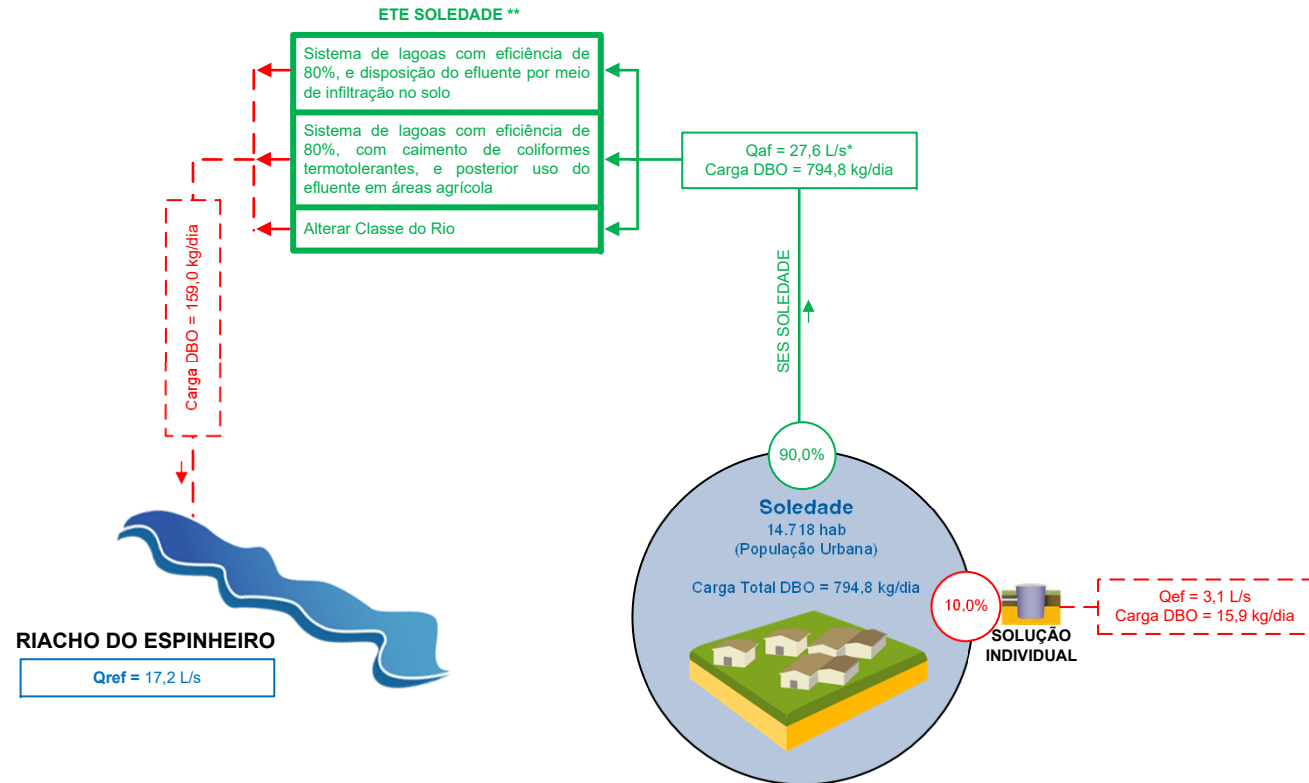 ETE SOLEDADE **
Sistema de lagoas com eficiência de
80%, e disposição do efluente por meio
de infiltração no solo
Sistema de lagoas com eficiência de
80%, com caimento de coliformes
termotolerantes, e posterior uso do
efluente em áreas agrícola
Alterar Classe do Rio
Qaf = 27,6 L/s*
Carga DBO = 794,8 kg/dia
Carga DBO = 159,0 kg/dia
SES SOLEDADE
90,0%
Soledade
14.718 hab
(População Urbana)
Carga Total DBO = 794,8 kg/dia
10,0%
SOLUÇÃO
INDIVIDUAL
Qef = 3,1 L/s
Carga DBO = 15,9 kg/dia
RIACHO DO ESPINHEIRO
Qref = 17,2 L/s